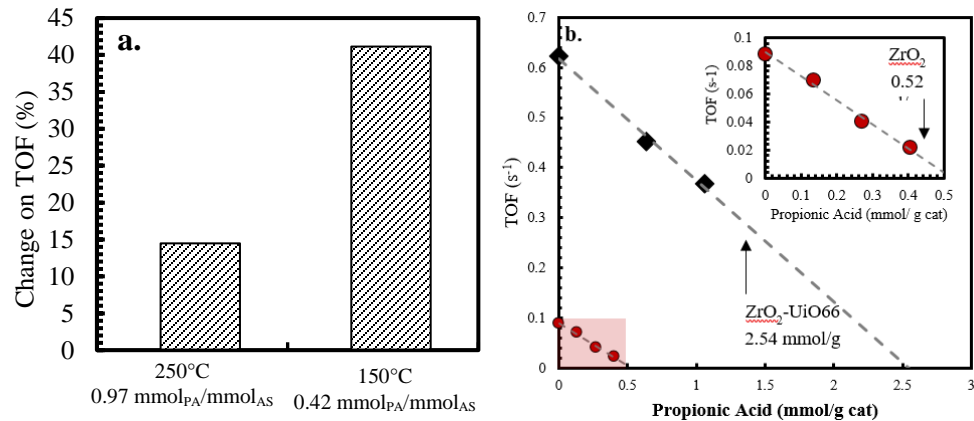 a.
Change on TOF (%)
45
40
35
30
25
20
15
10
5
0
250°C
0.97 mmolPA/mmolAS
150°C
0.42 mmolPA/mmolAS
b.
TOF (s-1)
0.7
0.6
0.5
0.4
0.3
0.2
0.1
0
0
0.5
1
1.5
2
2.5
3
Propionic Acid (mmol/g cat)
ZrO2-UiO66
2.54 mmol/g
TOF (s-1)
0.1
0.08
0.06
0.04
0.02
0
0
0.1
0.2
0.3
0.4
0.5
Propionic Acid (mmol/ g cat)
ZrO2
0.52